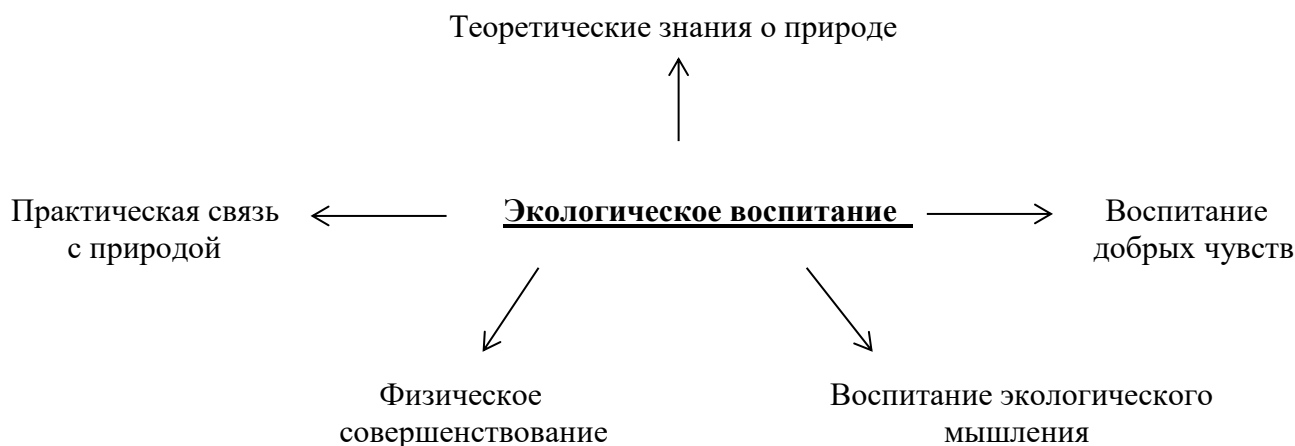 Теоретические знания о природе
Практическая связь
с природой
Экологическое воспитание
Воспитание
добрых чувств
Физическое
совершенствование
Воспитание экологического
мышления